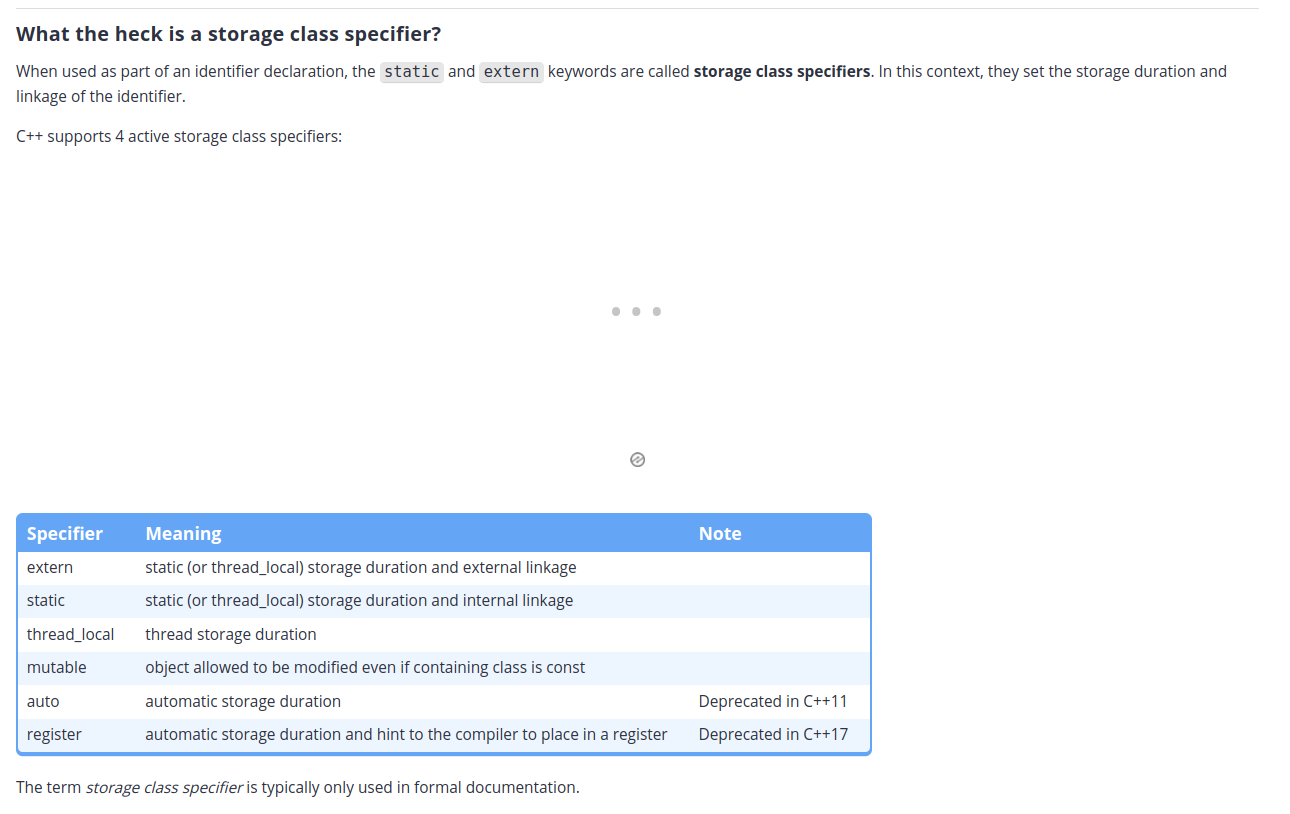 What the heck is a storage class specifier?
When used as part of an identifier declaration, the static and extern keywords are called storage class specifiers. In this context, they set the storage duration and
linkage of the identifier.
C++ supports 4 active storage class specifiers:
Specifier Meaning Note
extern static (or thread_local) storage duration and external linkage
static static (or thread_local) storage duration and internal linkage
thread_local thread storage duration
mutable object allowed to be modified even if containing class is const
auto automatic storage duration Deprecated in C++11
register automatic storage duration and hint to the compiler to place in a register Deprecated in C++17
The term storage class specifier is typically only used in formal documentation.